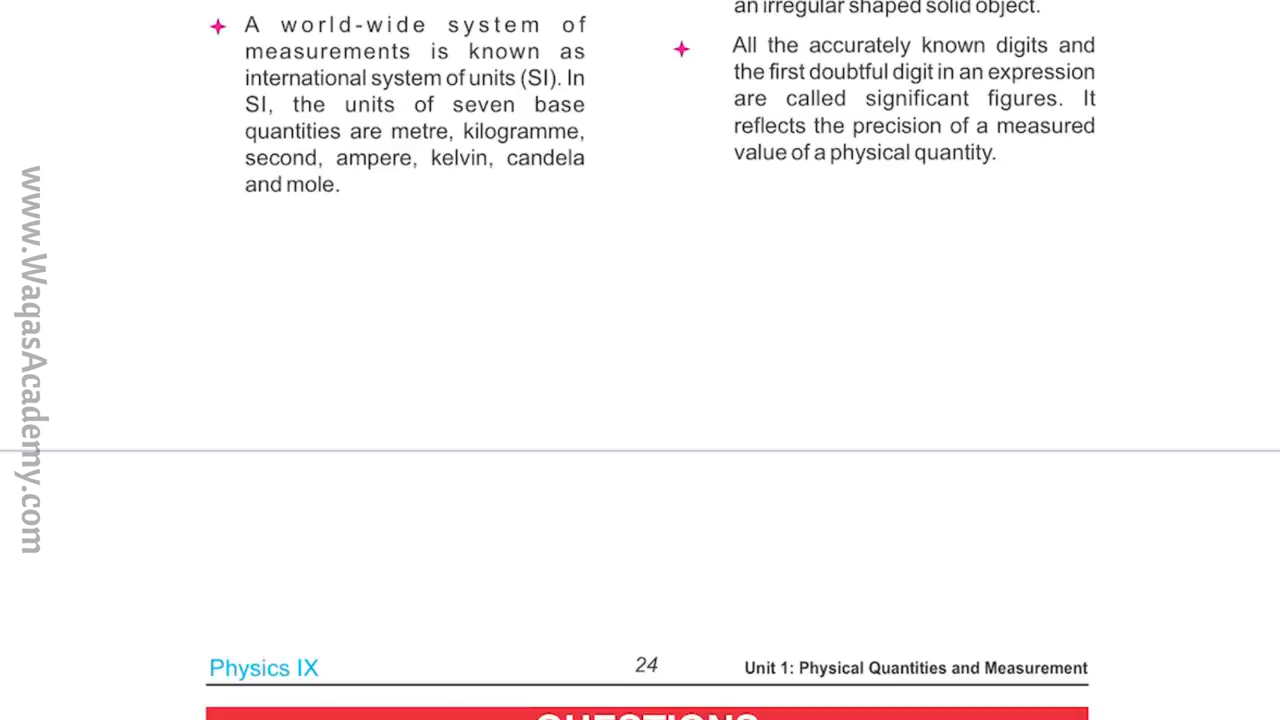 A world-wide system of
measurements is known as
international system of units (SI). In
SI, the units of seven base
quantities are metre, kilogramme,
second, ampere, kelvin, candela
and mole.
an irregular shaped solid object.
All the accurately known digits and
the first doubtful digit in an expression
are called significant figures. It
reflects the precision of a measured
value of a physical quantity.
www.WaqasAcademy.com
Physics IX
24
Unit 1: Physical Quantities and Measurement
QUESTIONS